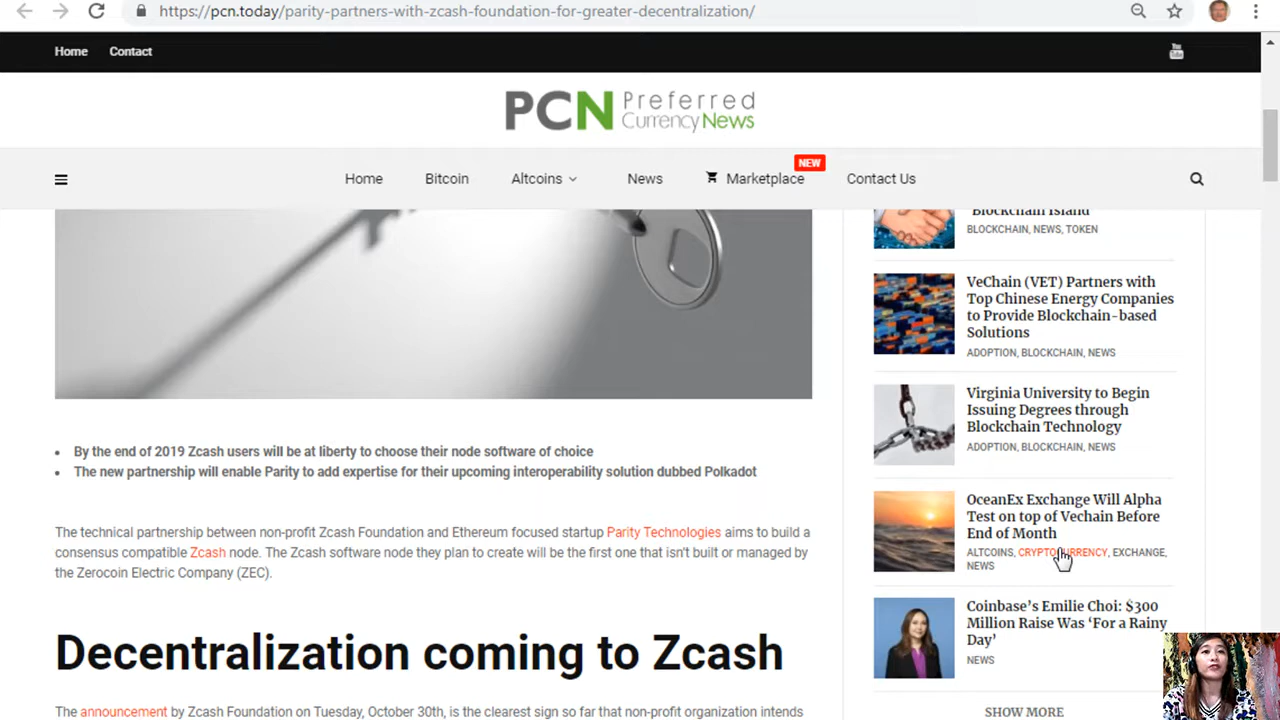 https://pcn.today/parity-partners-with-zcash-foundation-for-greater-decentralization/
Home Contact
You Tube
PCN Preferred Currency News
NEW
Home Bitcoin Altcoins News Marketplace Contact Us
"Blockchain Island"
BLOCKCHAIN, NEWS, TOKEN
VeChain (VET) Partners with
Top Chinese Energy Companies
to Provide Blockchain-based
Solutions
ADOPTION, BLOCKCHAIN, NEWS
Virginia University to Begin
Issuing Degrees through
Blockchain Technology
ADOPTION, BLOCKCHAIN, NEWS
OceanEx Exchange Will Alpha
Test on top of Vechain Before
End of Month
ALTCOINS, CRYPTOCURRENCY, EXCHANGE,
NEWS
Coinbase's Emilie Choi: $300
Million Raise Was 'For a Rainy
Day'
NEWS
SHOW MORE
• By the end of 2019 Zcash users will be at liberty to choose their node software of choice
• The new partnership will enable Parity to add expertise for their upcoming interoperability solution dubbed Polkadot
The technical partnership between non-profit Zcash Foundation and Ethereum focused startup Parity Technologies aims to build a
consensus compatible Zcash node. The Zcash software node they plan to create will be the first one that isn't built or managed by
the Zerocoin Electric Company (ZEC).
Decentralization coming to Zcash
The announcement by Zcash Foundation on Tuesday, October 30th, is the clearest sign so far that non-profit organization intends